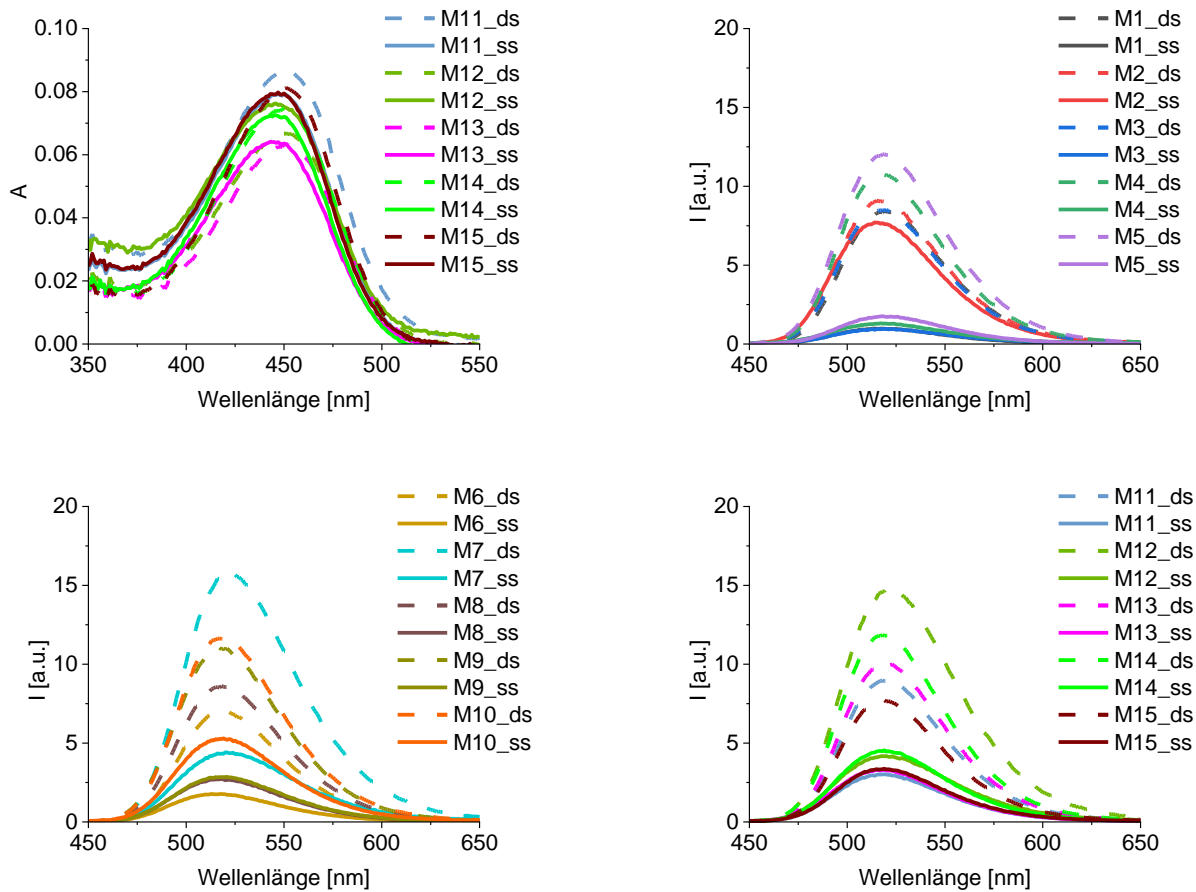 0.10
0.08
0.06
0.04
0.02
0.00
A
350
400
450
500
550
Wellenlänge [nm]
M11_ds
M11_ss
M12_ds
M12_ss
M13_ds
M13_ss
M14_ds
M14_ss
M15_ds
M15_ss
20
15
10
5
0
I [a.u.]
450
500
550
600
650
Wellenlänge [nm]
M1_ds
M1_ss
M2_ds
M2_ss
M3_ds
M3_ss
M4_ds
M4_ss
M5_ds
M5_ss
20
15
10
5
0
I [a.u.]
450
500
550
600
650
Wellenlänge [nm]
M6_ds
M6_ss
M7_ds
M7_ss
M8_ds
M8_ss
M9_ds
M9_ss
M10_ds
M10_ss
20
15
10
5
0
I [a.u.]
450
500
550
600
650
Wellenlänge [nm]
M11_ds
M11_ss
M12_ds
M12_ss
M13_ds
M13_ss
M14_ds
M14_ss
M15_ds
M15_ss